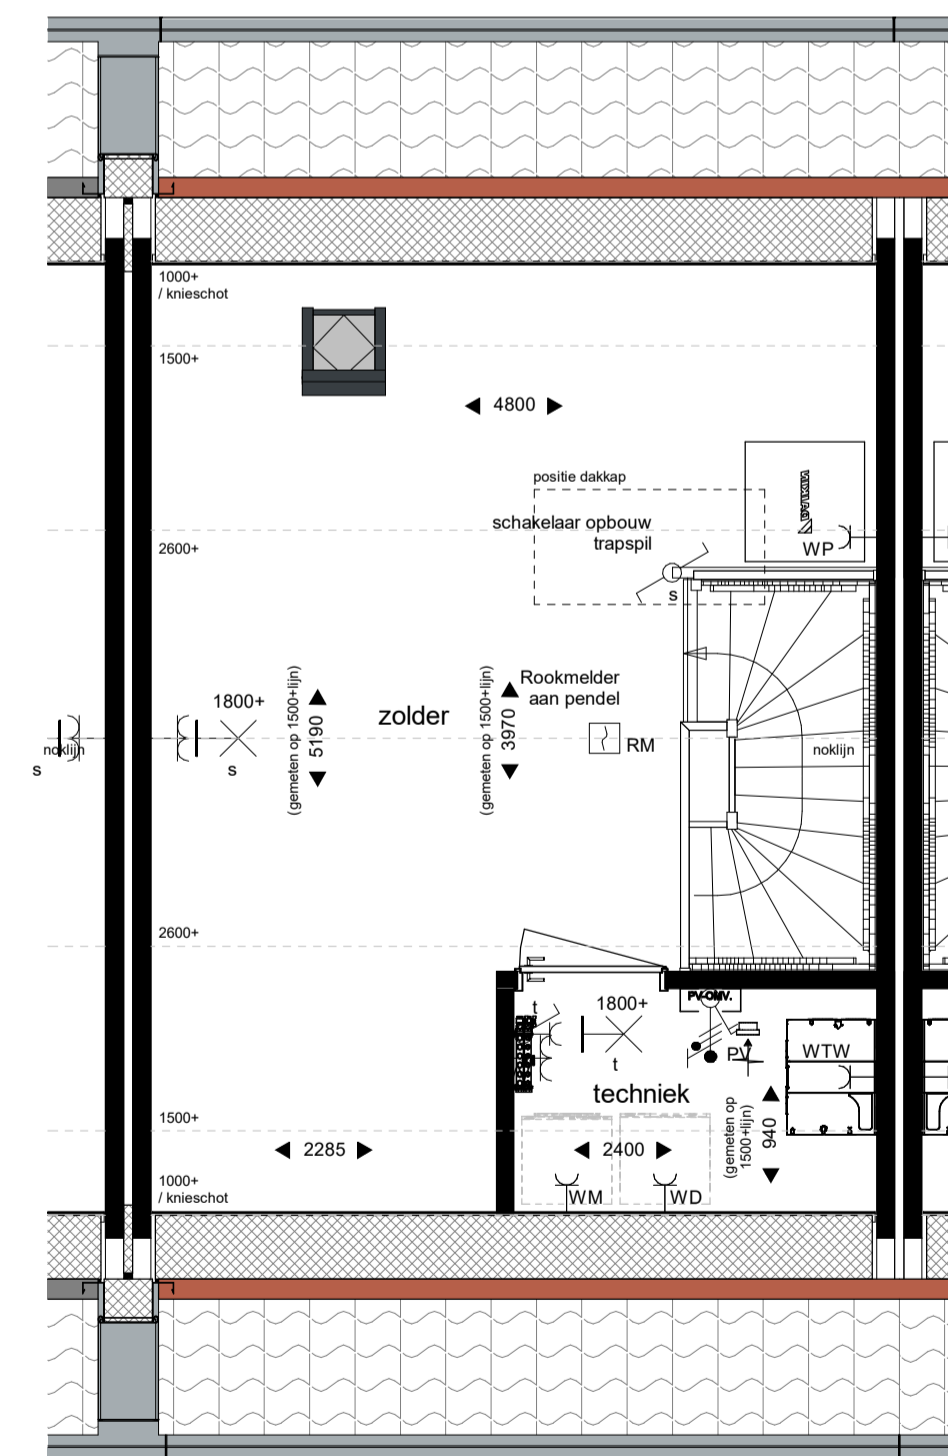 1000+
/ knieschot
1500+
4800
positie dakkap
schakelaar opbouw
trapspil
WP
2600+
s
(gemeten op 1500+lijn)
5190
(gemeten op 1500+lijn)
3970
Rookmelder
aan pendel
1800+
zolder
RM
noklijn
noklijn
s
s
2600+
PV-OMV.
t
1800+
PV
WTW
t
techniek
1500+
(gemeten op
1500+lijn)
940
2285
2400
1000+
/ knieschot
WM
WD